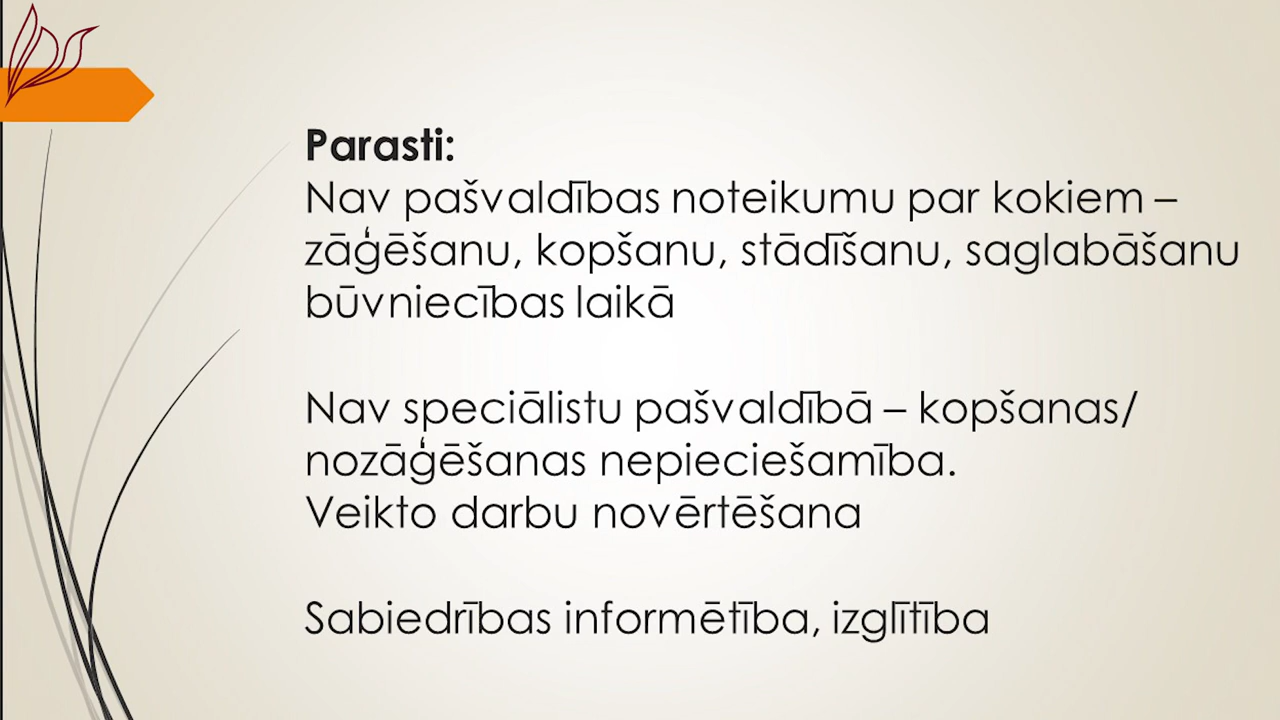 Parasti:
Nav pašvaldības noteikumu par kokiem –
zāģēšanu, kopšanu, stādīšanu, saglabāšanu
būvniecības laikā
Nav speciālistu pašvaldībā – kopšanas/
nozāģēšanas nepieciešamība.
Veikto darbu novērtēšana
Sabiedrības informētība, izglītība